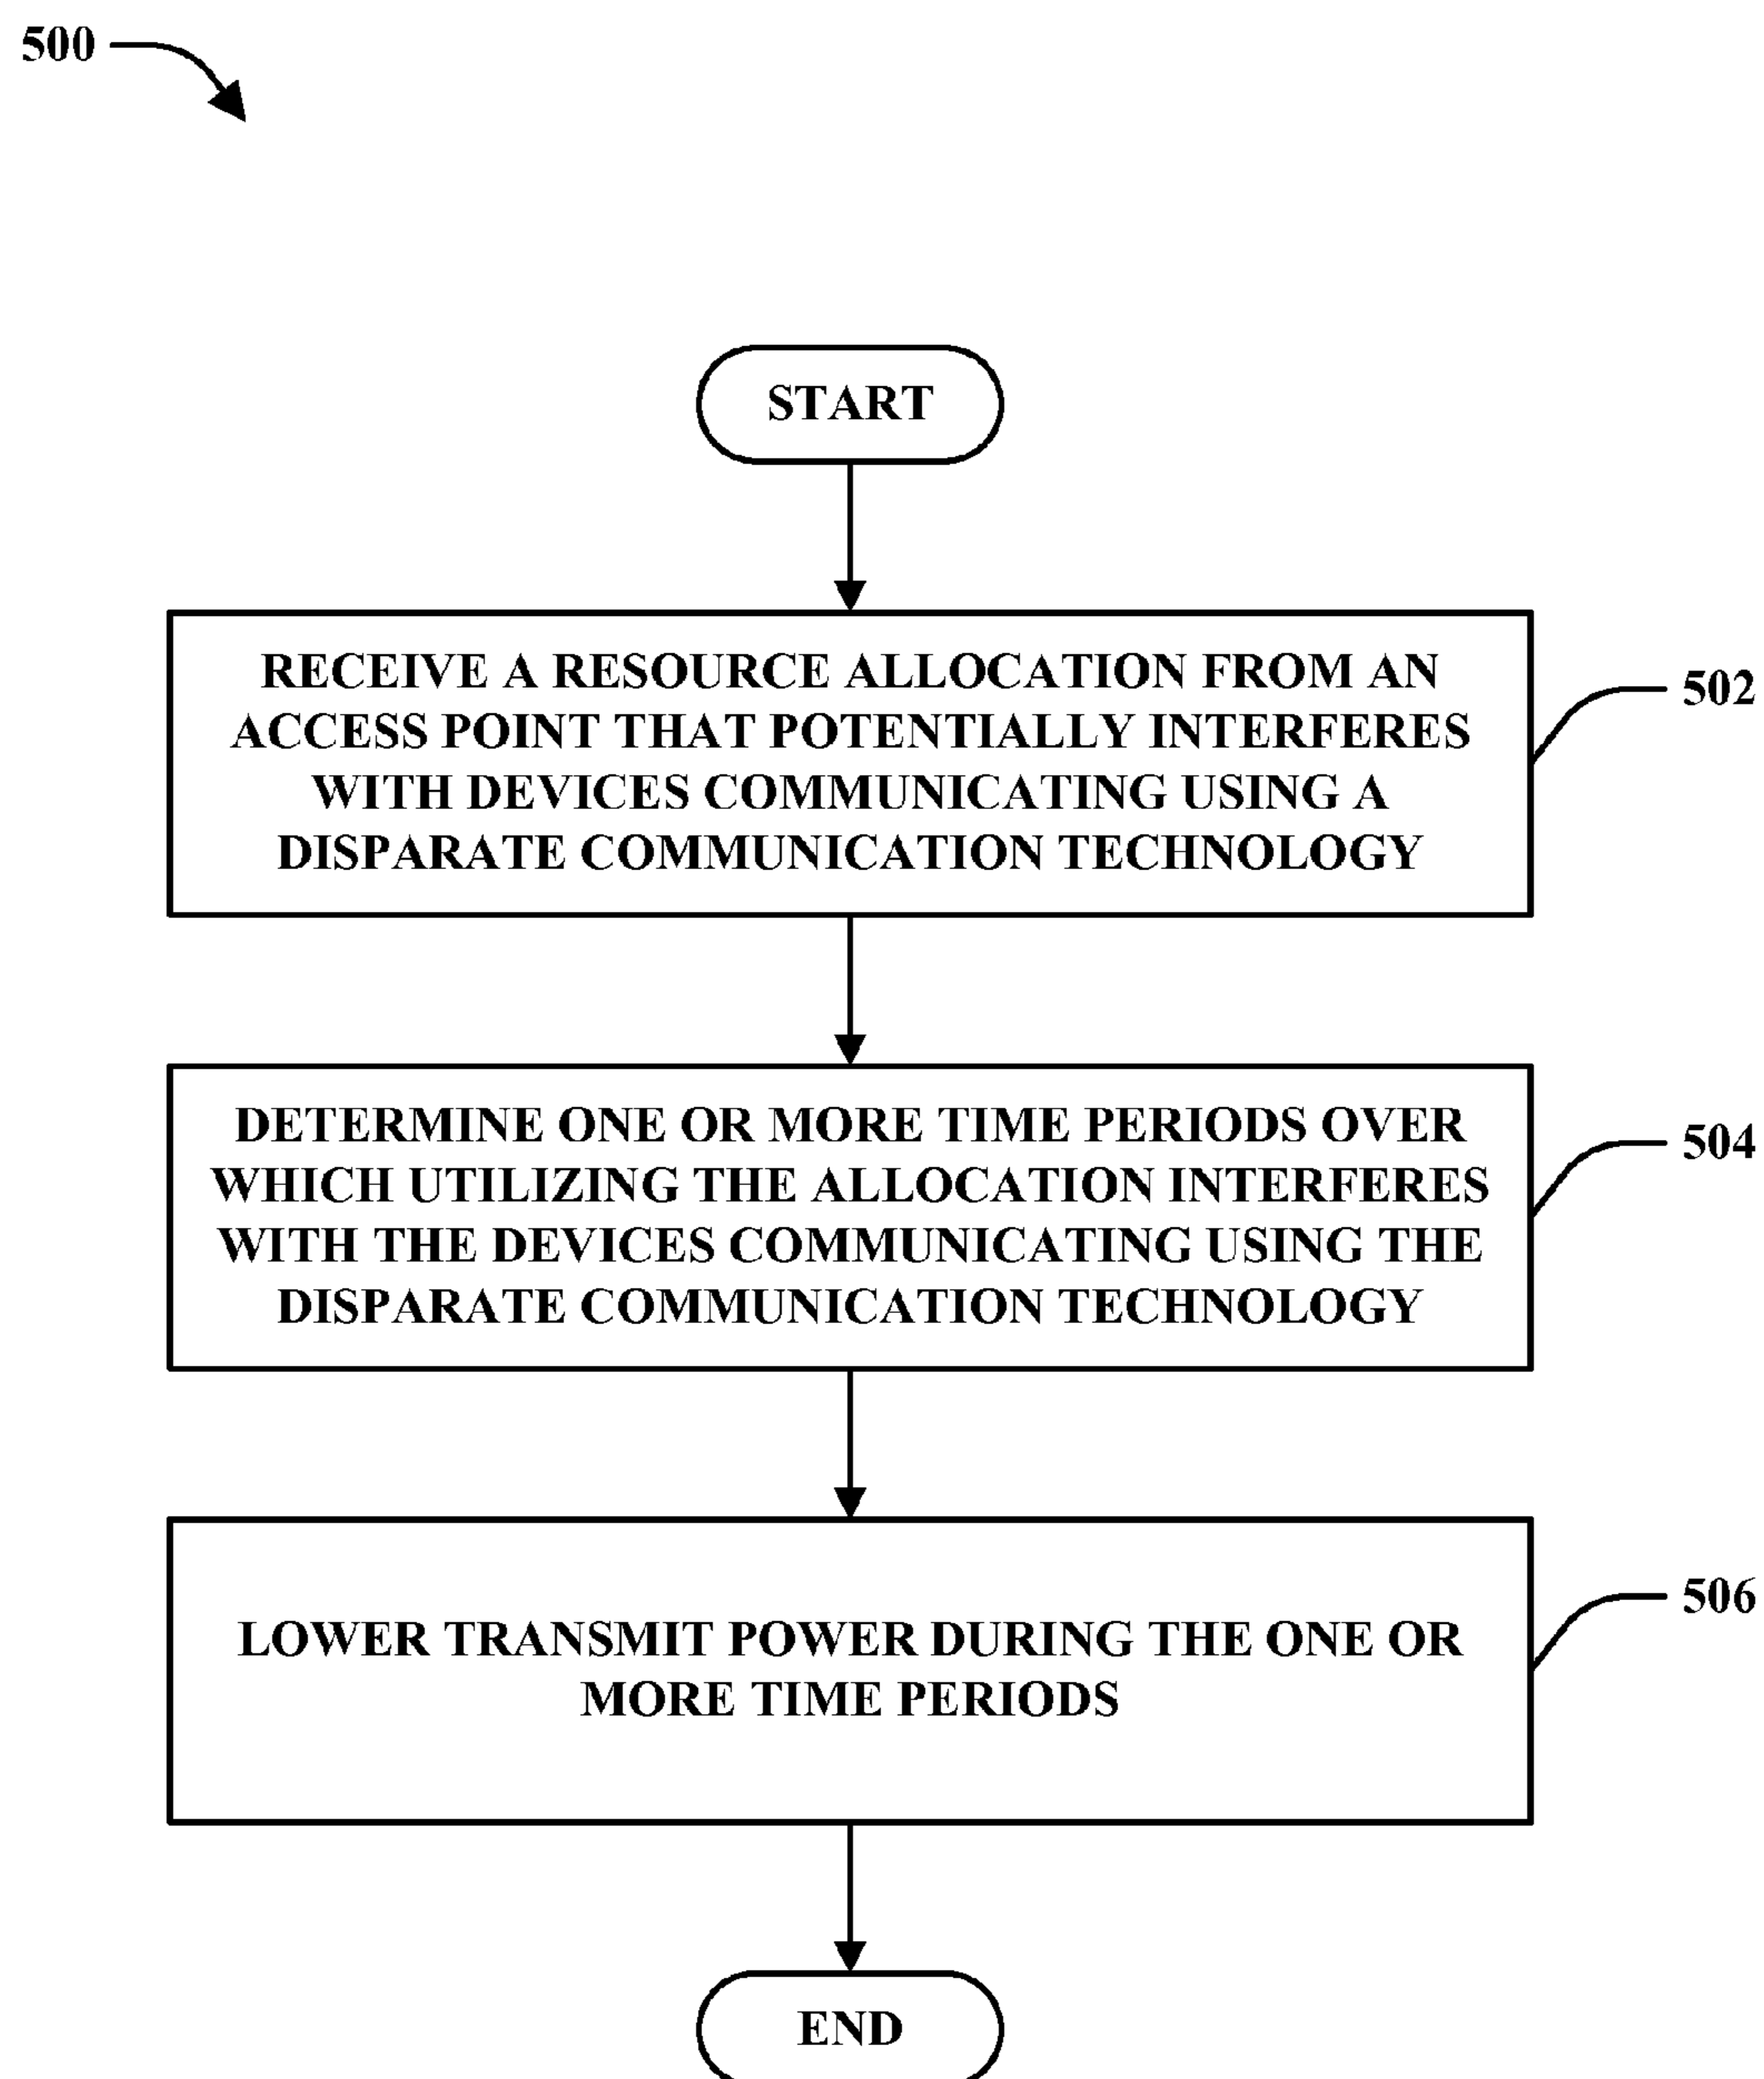 500
START
RECEIVE A RESOURCE ALLOCATION FROM AN
ACCESS POINT THAT POTENTIALLY INTERFERES
WITH DEVICES COMMUNICATING USING A
DISPARATE COMMUNICATION TECHNOLOGY
502
DETERMINE ONE OR MORE TIME PERIODS OVER
WHICH UTILIZING THE ALLOCATION INTERFERES
WITH THE DEVICES COMMUNICATING USING THE
DISPARATE COMMUNICATION TECHNOLOGY
504
LOWER TRANSMIT POWER DURING THE ONE OR
MORE TIME PERIODS
506
END